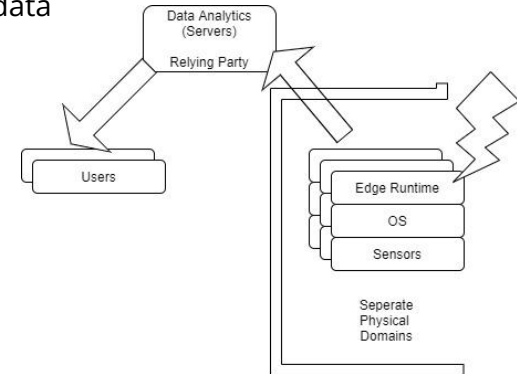 data
Data Analytics
(Servers)
Relying Party
Users
Edge Runtime
OS
Sensors
Seperate
Physical
Domains